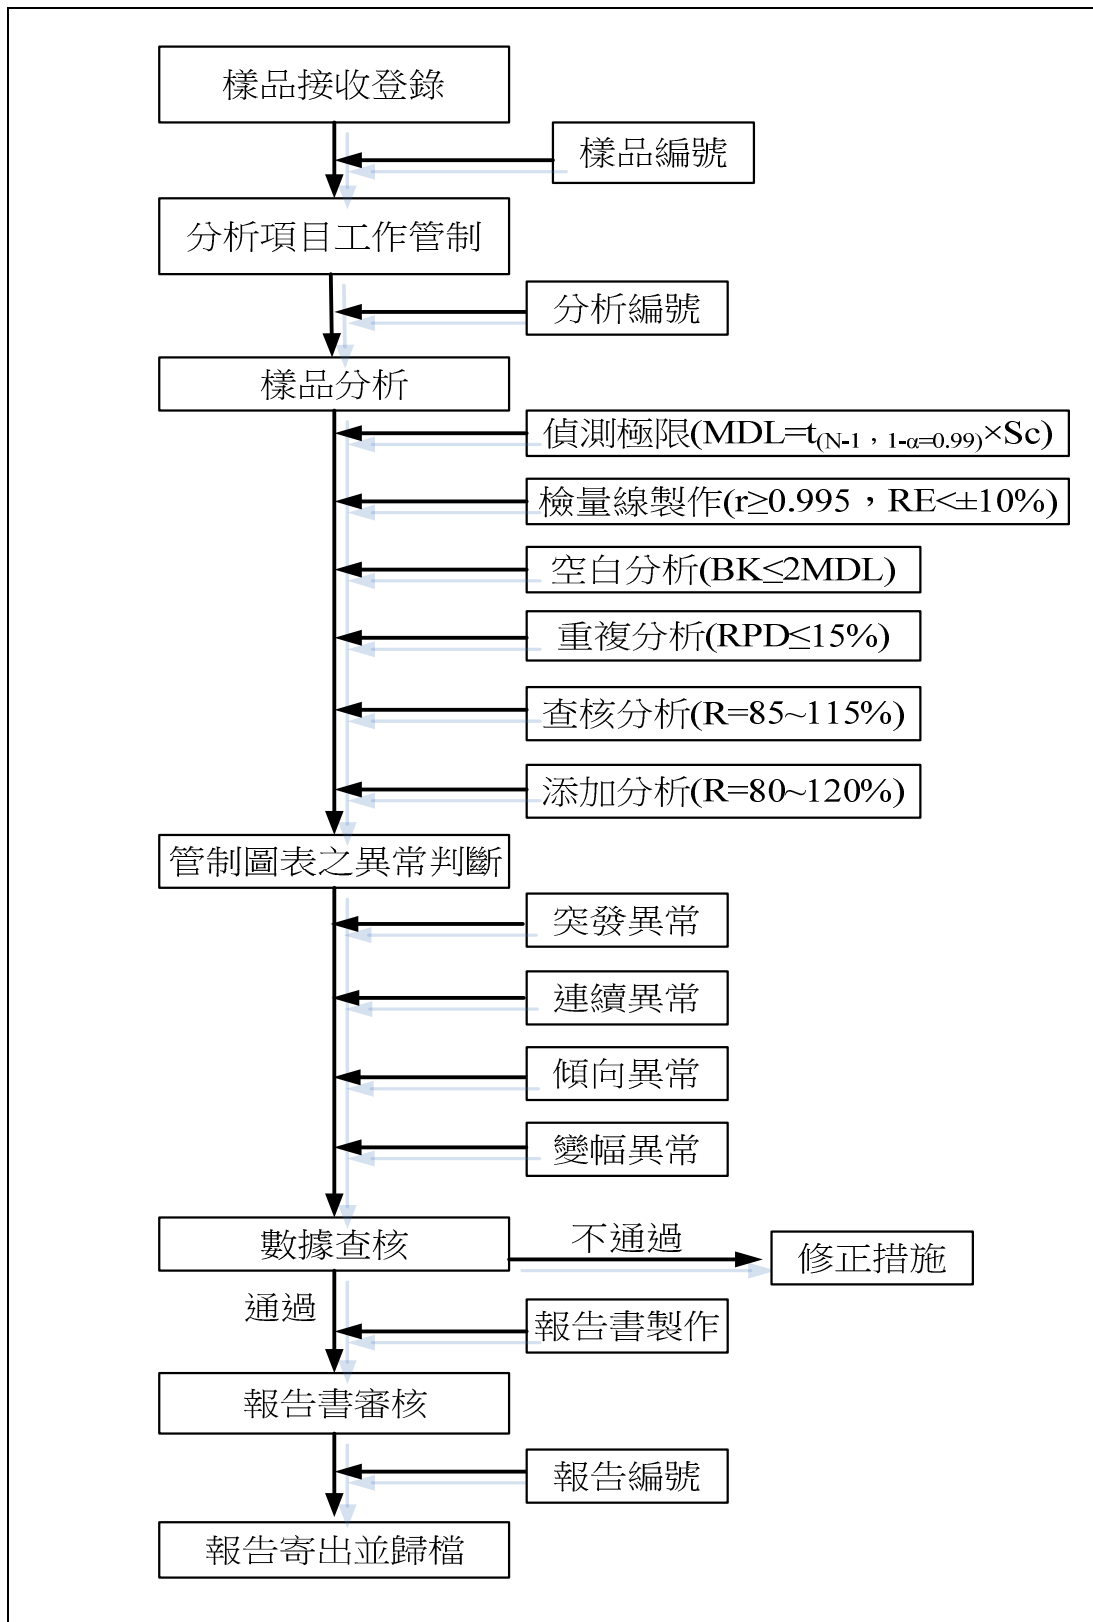 樣品接收登錄
樣品編號
分析項目工作管制
分析編號
樣品分析
偵測極限(MDL=t(N-1，1-α=0.99)×Sc)
檢量線製作(r≥0.995，RE<±10%)
空白分析(BK≤2MDL)
重複分析(RPD≤15%)
查核分析(R=85~115%)
添加分析(R=80~120%)
管制圖表之異常判斷
突發異常
連續異常
傾向異常
變幅異常
數據查核
不通過
修正措施
通過
報告書製作
報告書審核
報告編號
報告寄出並歸檔